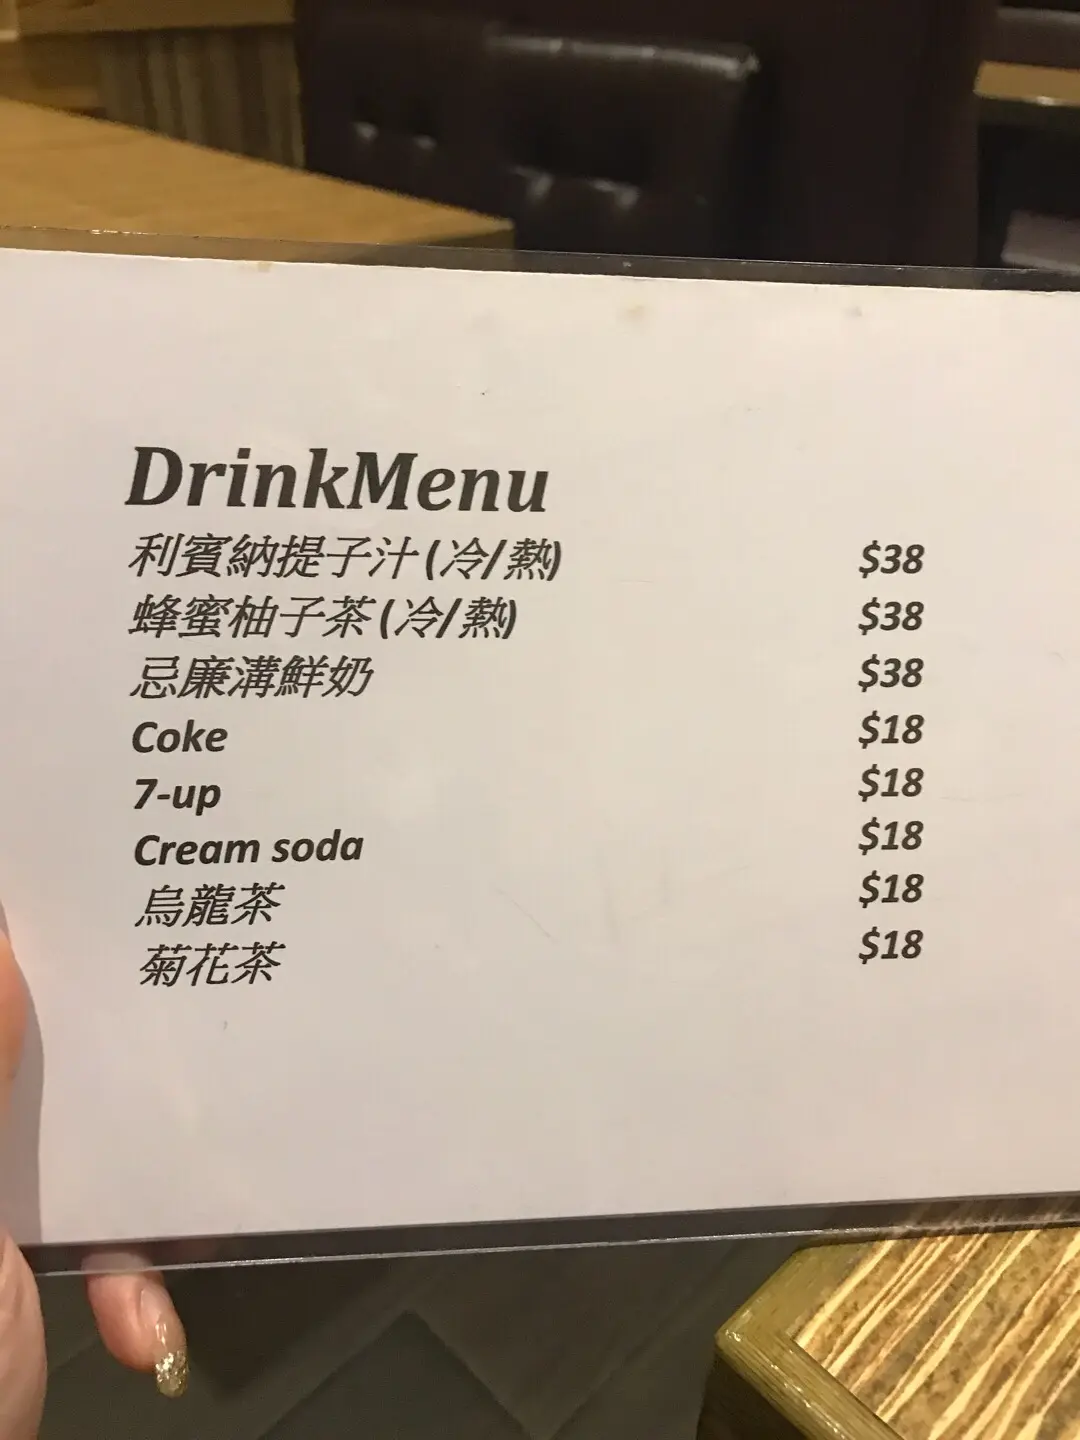 DrinkMenu
利賓納提子汁 (冷/熱) $38
蜂蜜柚子茶 (冷/熱) $38
忌廉溝鮮奶 $38
Coke $18
7-up $18
Cream soda $18
烏龍茶 $18
菊花茶 $18